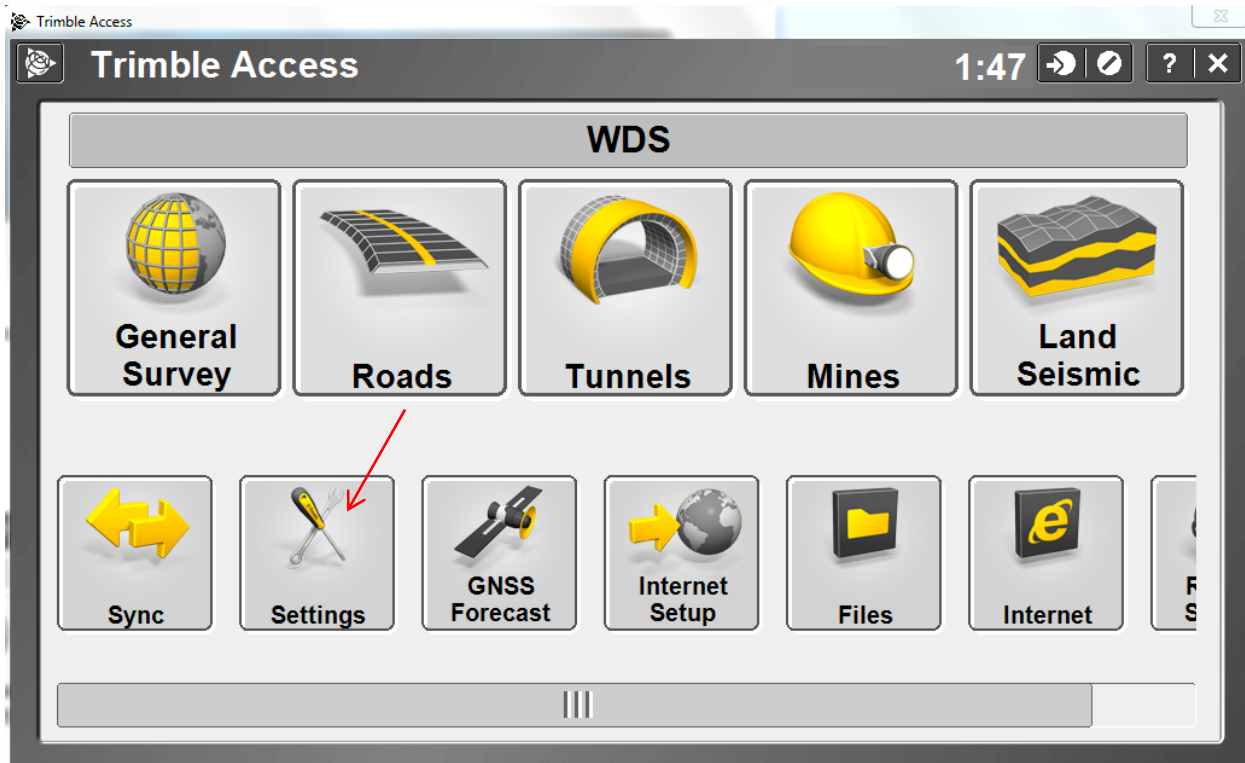 Trimble Access
Trimble Access
1:47
?
WDS
General
Survey
Roads
Tunnels
Mines
Land
Seismic
Sync
Settings
GNSS
Forecast
Internet
Setup
Files
Internet
R
S